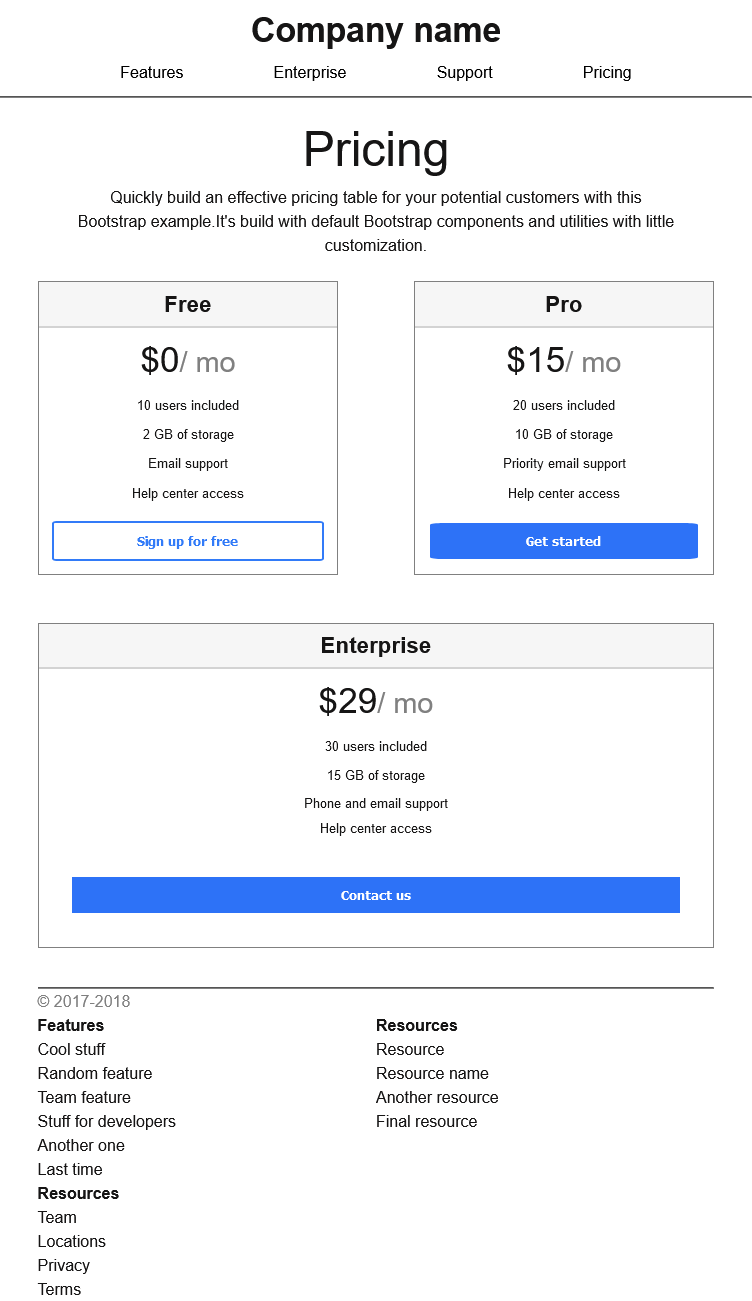 Company name
Features Enterprise Support Pricing
Pricing
Quickly build an effective pricing table for your potential customers with this
Bootstrap example.It's build with default Bootstrap components and utilities with little
customization.
Free
$0/ mo
10 users included
2 GB of storage
Email support
Help center access
Sign up for free
Pro
$15/ mo
20 users included
10 GB of storage
Priority email support
Help center access
Get started
Enterprise
$29/ mo
30 users included
15 GB of storage
Phone and email support
Help center access
Contact us
© 2017-2018
Features
Cool stuff
Random feature
Team feature
Stuff for developers
Another one
Last time
Resources
Resource
Resource name
Another resource
Final resource
Resources
Team
Locations
Privacy
Terms